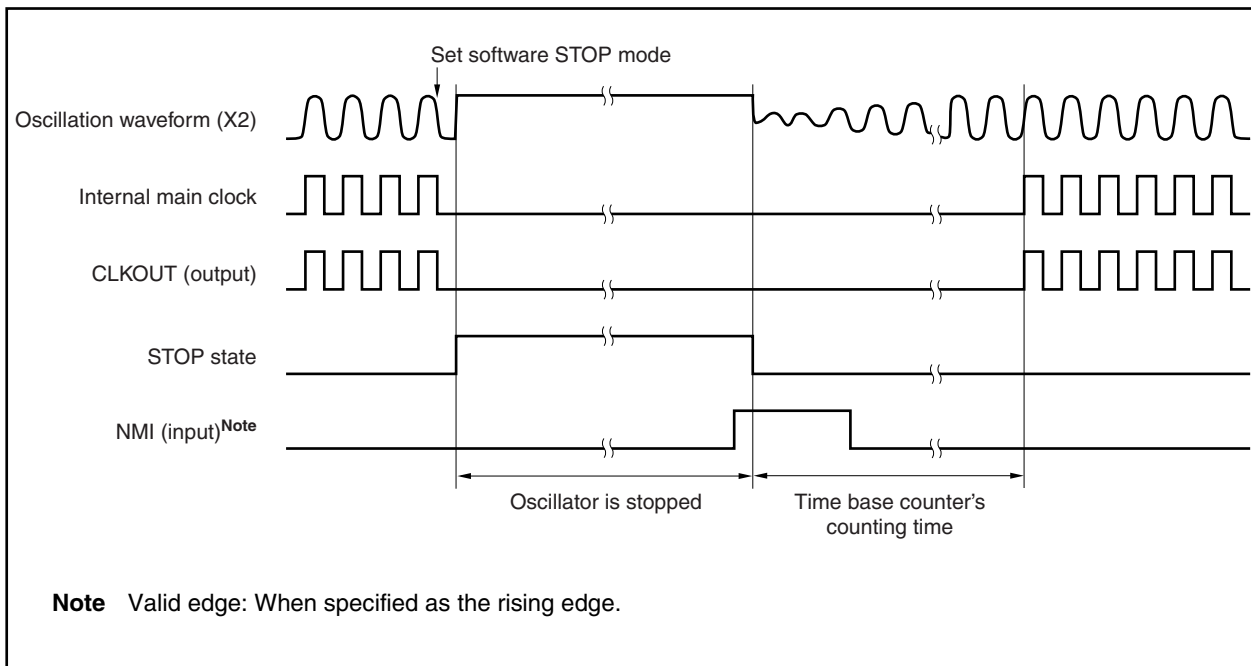 Set software STOP mode
Oscillation waveform (X2)
Internal main clock
CLKOUT (output)
STOP state
NMI (input)Note
Oscillator is stopped
Time base counter's
counting time
Note Valid edge: When specified as the rising edge.